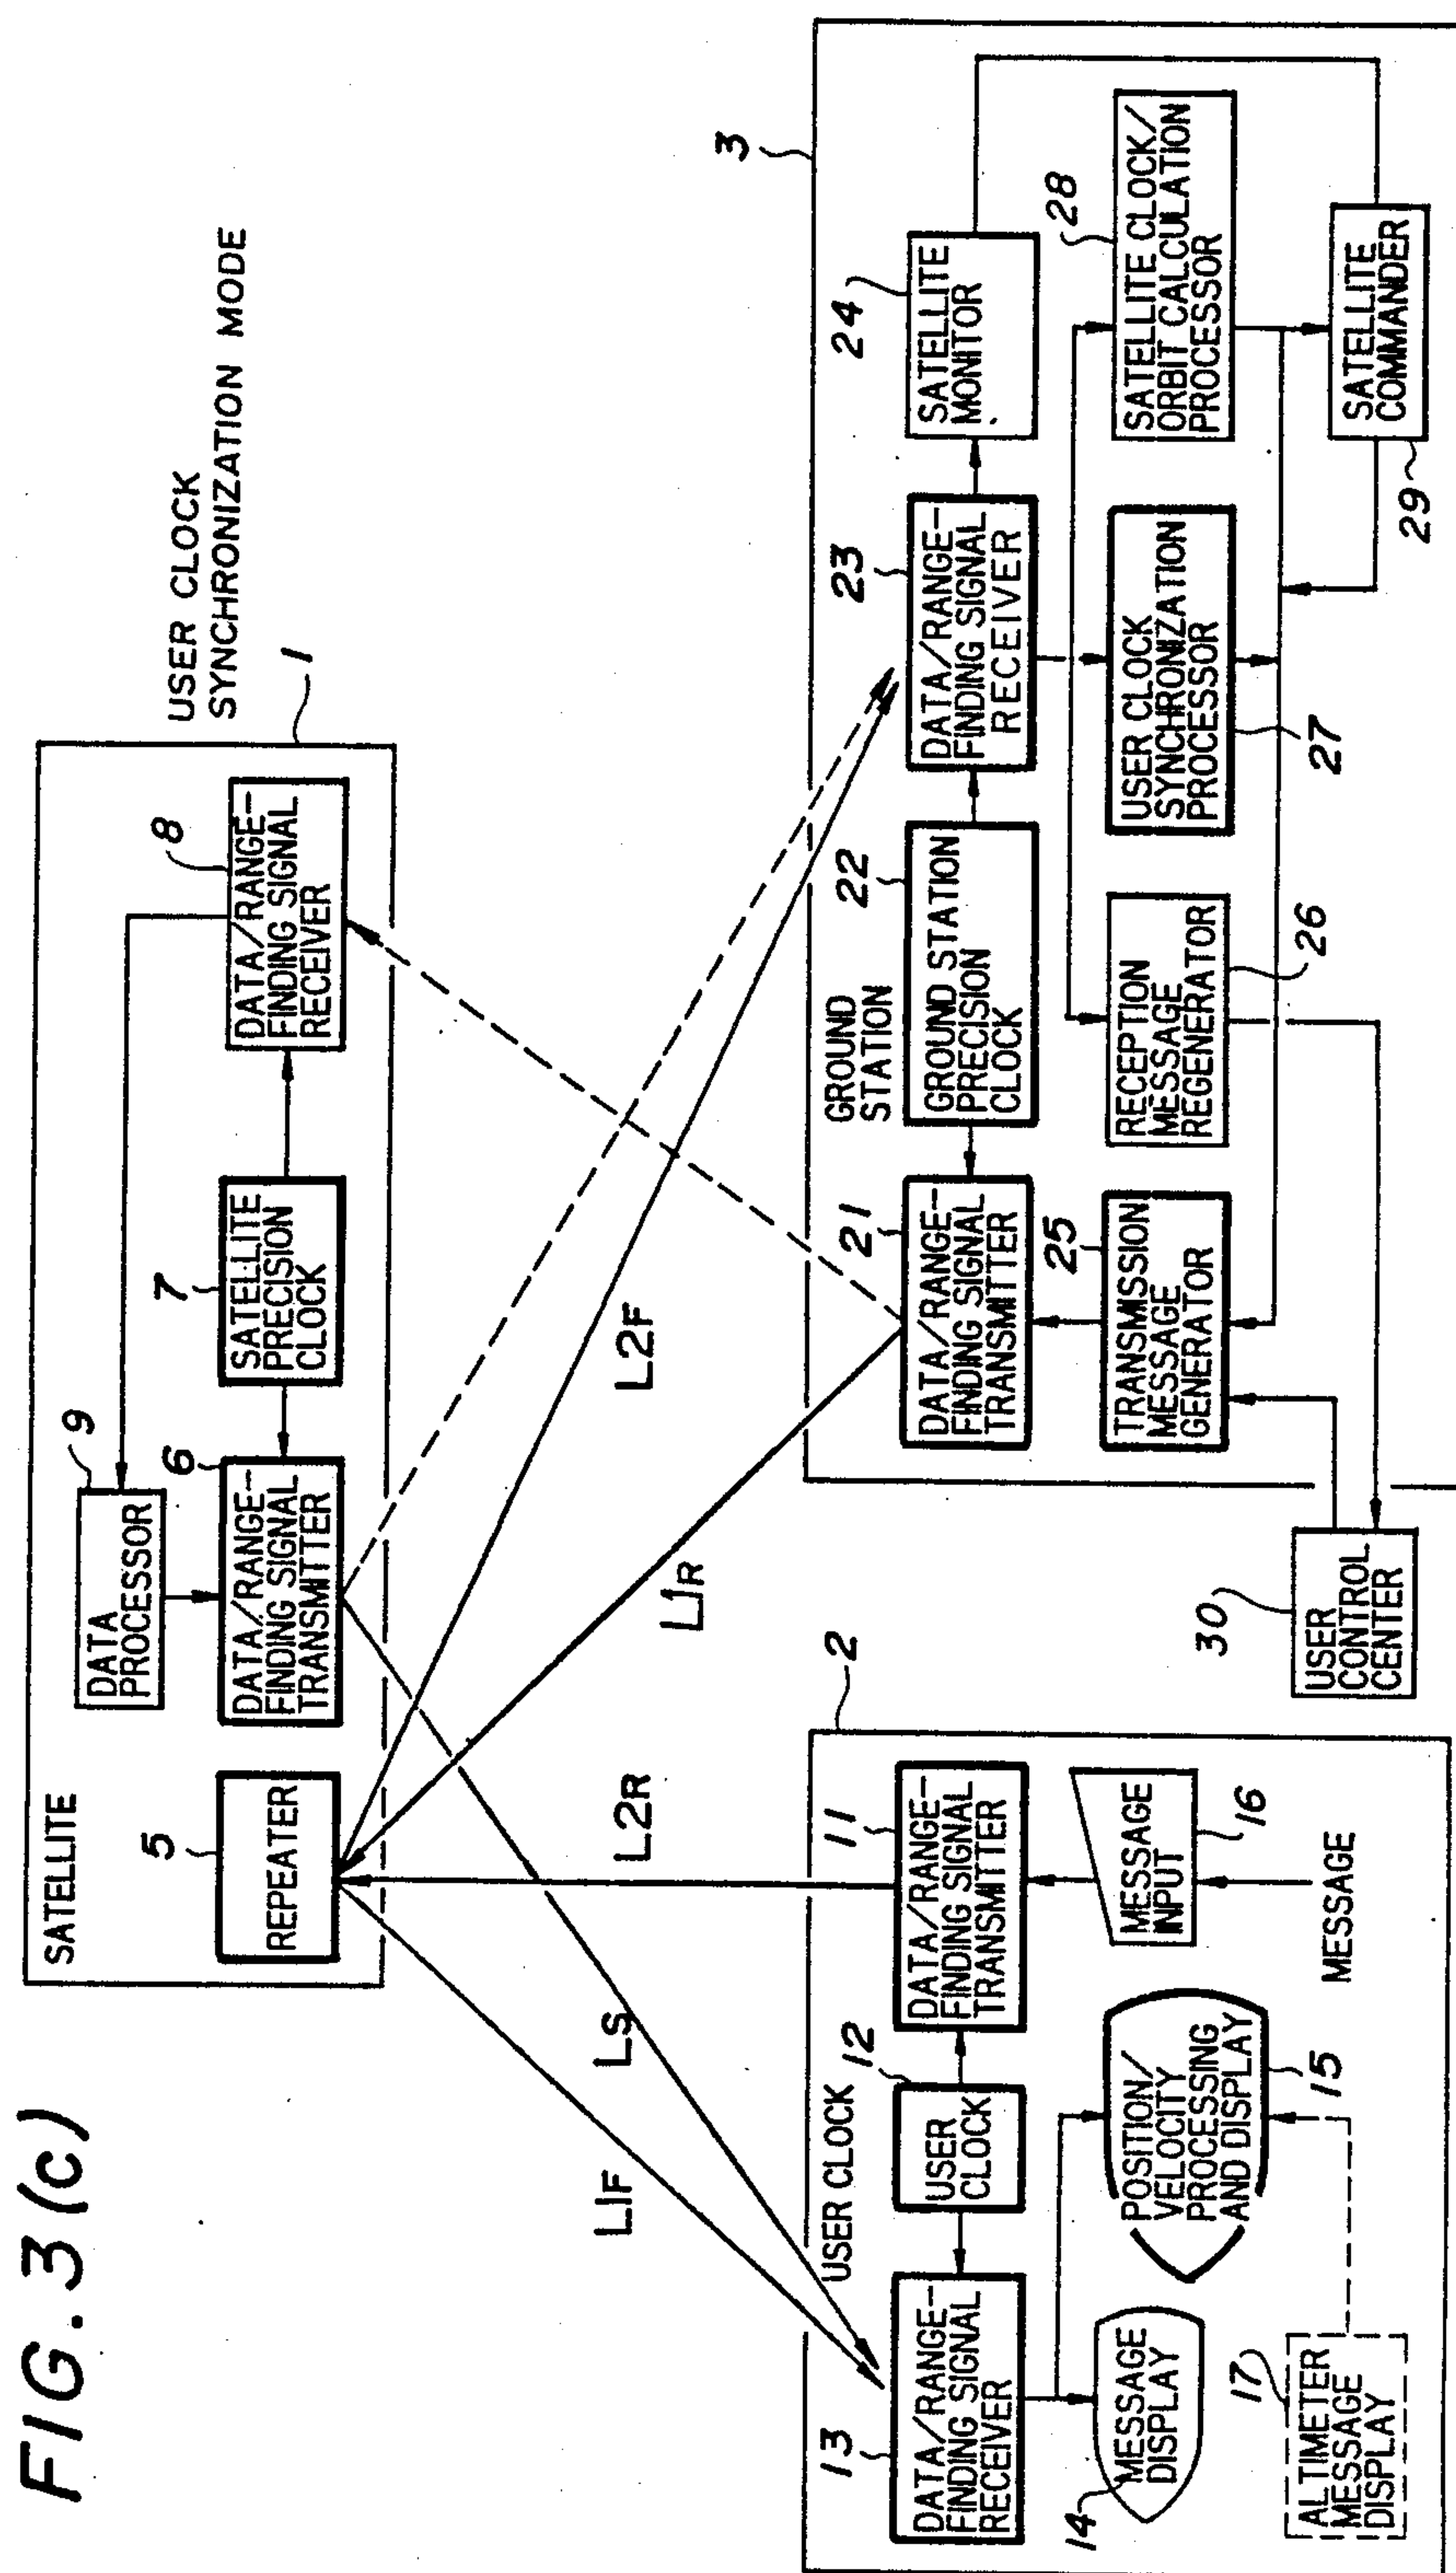 FIG. 3 (c)
USER CLOCK
SYNCHRONIZATION MODE
SATELLITE
1
5
REPEATER
9
DATA
PROCESSOR
6
DATA/RANGE-
FINDING SIGNAL
TRANSMITTER
7
SATELLITE
PRECISION
CLOCK
8
DATA/RANGE-
FINDING SIGNAL
RECEIVER
L1F
LS
L2R
L1R
L2F
2
USER CLOCK
13
DATA/RANGE-
FINDING SIGNAL
RECEIVER
12
USER
CLOCK
11
DATA/RANGE-
FINDING SIGNAL
TRANSMITTER
14
MESSAGE
DISPLAY
POSITION/
VELOCITY
PROCESSING
AND DISPLAY
15
MESSAGE
INPUT
16
MESSAGE
17
ALTIMETER
MESSAGE
DISPLAY
30
USER
CONTROL
CENTER
3
GROUND
STATION
21
DATA/RANGE-
FINDING SIGNAL
TRANSMITTER
22
GROUND STATION
PRECISION
CLOCK
23
DATA/RANGE-
FINDING SIGNAL
RECEIVER
24
SATELLITE
MONITOR
25
TRANSMISSION
MESSAGE
GENERATOR
RECEPTION
MESSAGE
REGENERATOR
26
USER CLOCK
SYNCHRONIZATION
PROCESSOR
27
28
SATELLITE CLOCK/
ORBIT CALCULATION
PROCESSOR
SATELLITE
COMMANDER
29